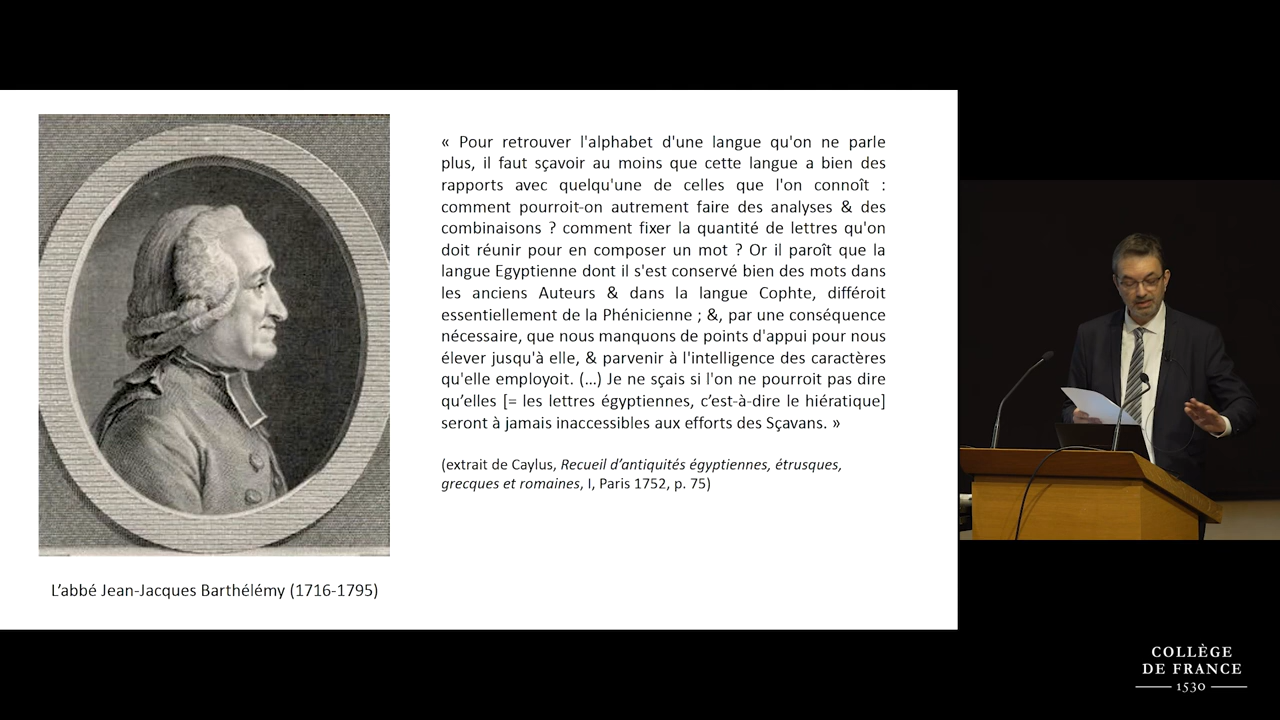 « Pour retrouver l'alphabet d'une langue qu'on ne parle
plus, il faut sçavoir au moins que cette langue a bien des
rapports avec quelqu'une de celles que l'on connoît :
comment pourroit-on autrement faire des analyses & des
combinaisons ? comment fixer la quantité de lettres qu'on
doit réunir pour en composer un mot ? Or il paroît que la
langue Egyptienne dont il s'est conservé bien des mots dans
les anciens Auteurs & dans la langue Cophte, différoit
essentiellement de la Phénicienne ; &, par une conséquence
nécessaire, que nous manquons de points d'appui pour nous
élever jusqu'à elle, & parvenir à l'intelligence des caractères
qu'elle employoit. (...) Je ne sçais si l'on ne pourroit pas dire
qu'elles [= les lettres égyptiennes, c'est-à-dire le hiératique]
seront à jamais inaccessibles aux efforts des Sçavans. »
(extrait de Caylus, Recueil d'antiquités égyptiennes, étrusques,
grecques et romaines, I, Paris 1752, p. 75)
L'abbé Jean-Jacques Barthélémy (1716-1795)
COLLÈGE
DE FRANCE
1530